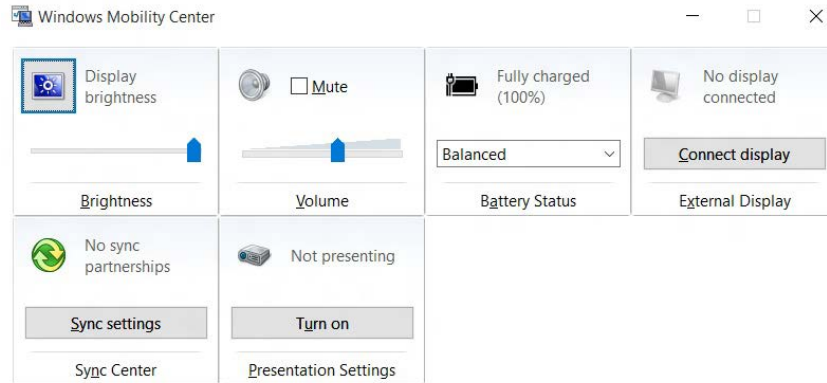 Windows Mobility Center
Display
brightness
Brightness
Mute
Volume
Fully charged
(100%)
Balanced
Battery Status
No display
connected
Connect display
External Display
No sync
partnerships
Sync settings
Sync Center
Not presenting
Turn on
Presentation Settings